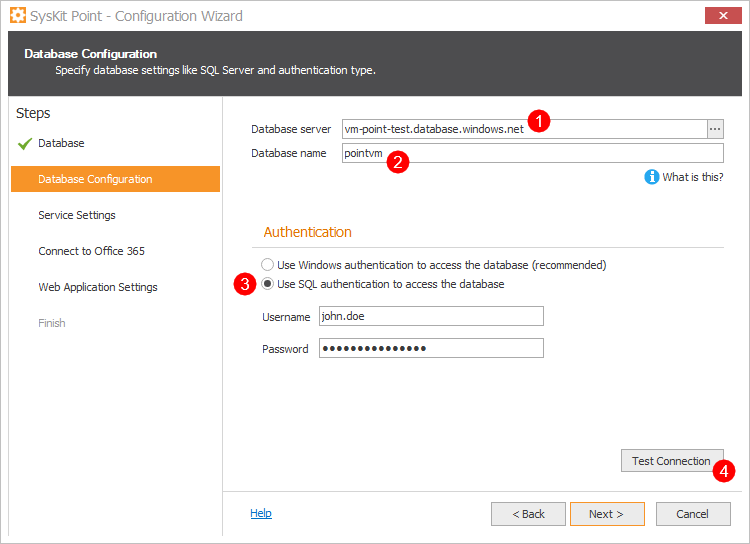 SysKit Point - Configuration Wizard
Database Configuration
Specify database settings like SQL Server and authentication type.
Steps
Database
Database Configuration
Service Settings
Connect to Office 365
Web Application Settings
Finish
Database server vm-point-test.database.windows.net ... 1
Database name pointvm 2
What is this?
Authentication
Use Windows authentication to access the database (recommended)
3 Use SQL authentication to access the database
Username john.doe
Password •••••••••••••••
Test Connection 4
Help < Back Next > Cancel